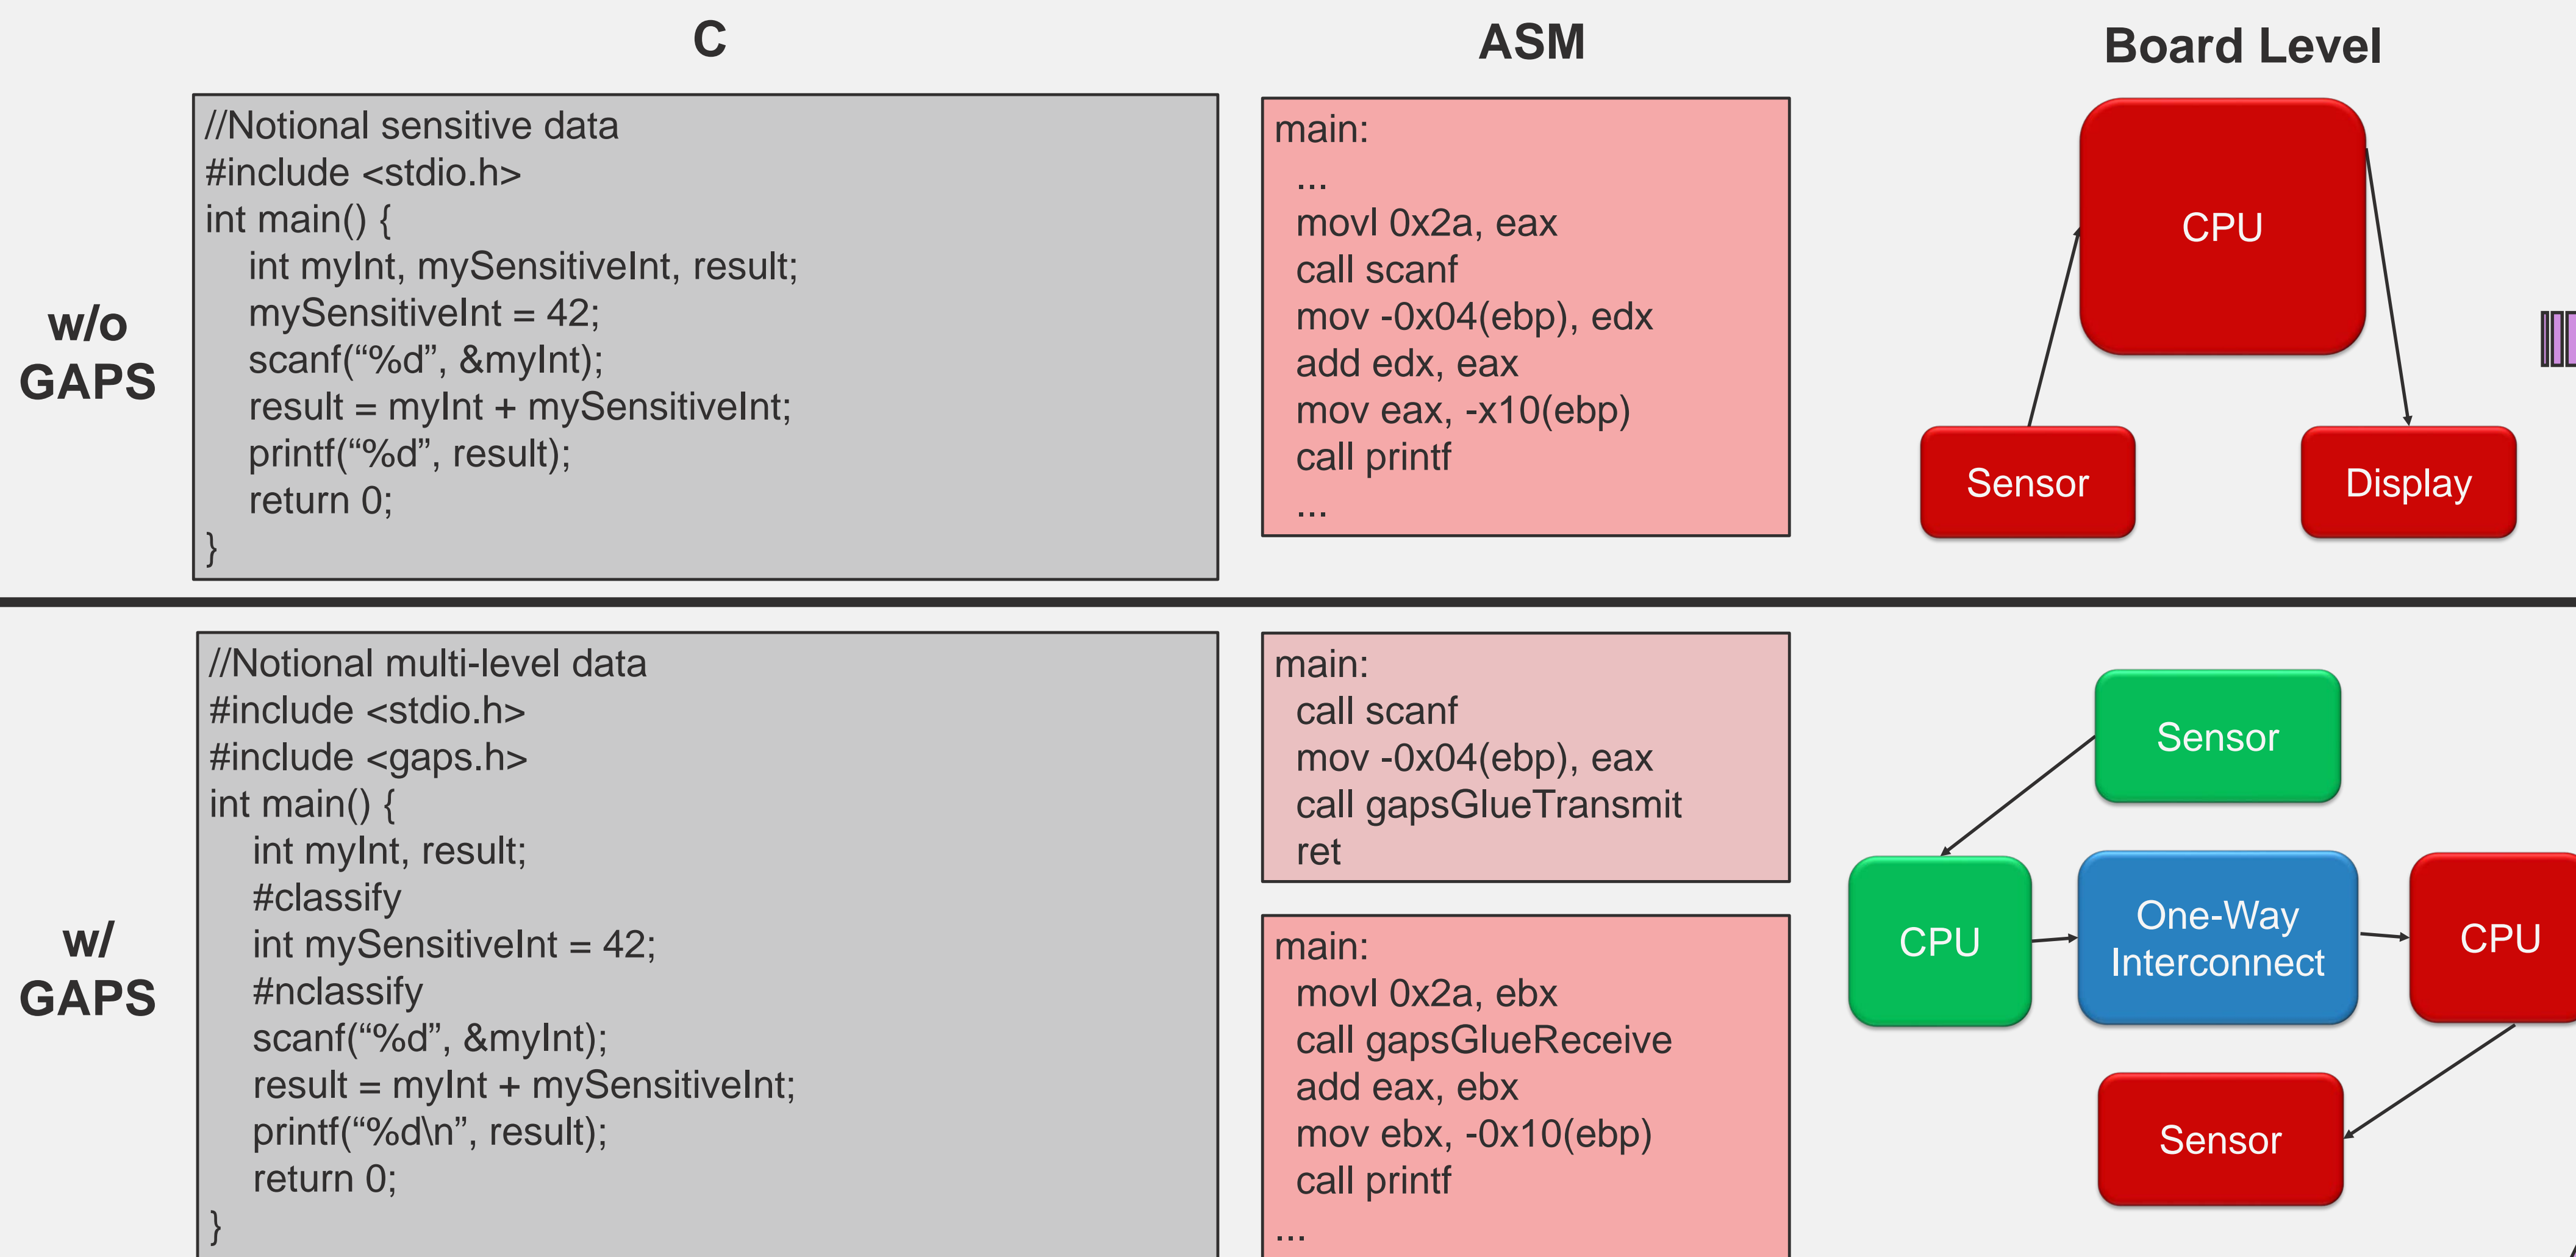 C
ASM
Board Level
w/o
GAPS
//Notional sensitive data
#include <stdio.h>
int main() {
int myInt, mySensitiveInt, result;
mySensitiveInt = 42;
scanf(“%d”, &myInt);
result = myInt + mySensitiveInt;
printf(“%d”, result);
return 0;
}
main:
...
movl 0x2a, eax
call scanf
mov -0x04(ebp), edx
add edx, eax
mov eax, -x10(ebp)
call printf
...
CPU
Sensor
Display
w/
GAPS
//Notional multi-level data
#include <stdio.h>
#include <gaps.h>
int main() {
int myInt, result;
#classify
int mySensitiveInt = 42;
#nclassify
scanf(“%d”, &myInt);
result = myInt + mySensitiveInt;
printf(“%d\n”, result);
return 0;
}
main:
call scanf
mov -0x04(ebp), eax
call gapsGlueTransmit
ret
main:
movl 0x2a, ebx
call gapsGlueReceive
add eax, ebx
mov ebx, -0x10(ebp)
call printf
...
Sensor
CPU
One-Way
Interconnect
CPU
Sensor